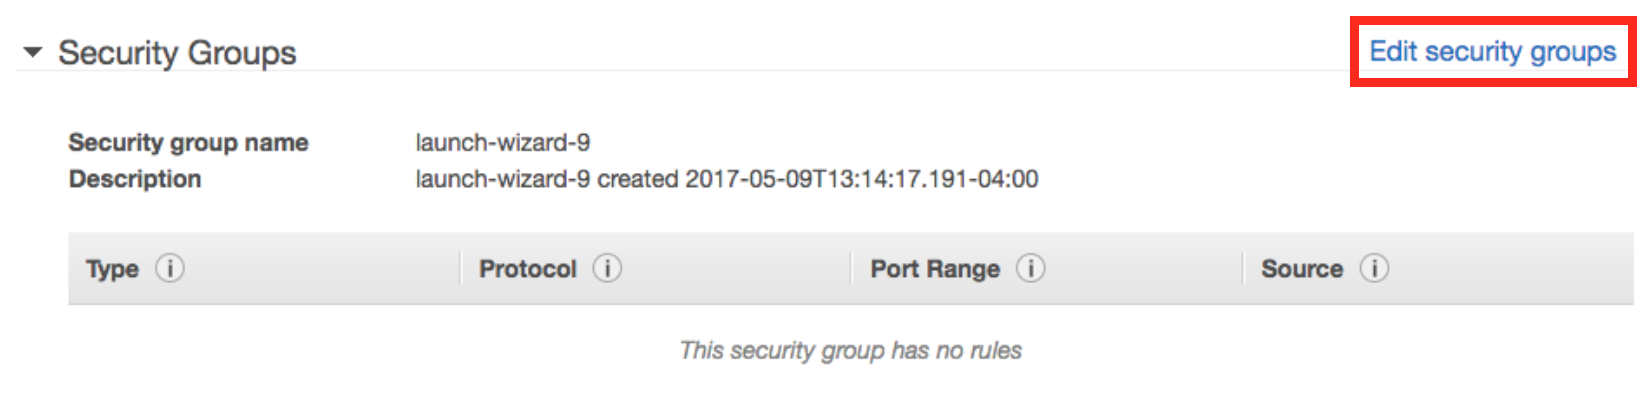 Security Groups Edit security groups
Security group name launch-wizard-9
Description launch-wizard-9 created 2017-05-09T13:14:17.191-04:00
Type i Protocol i Port Range i Source i
This security group has no rules